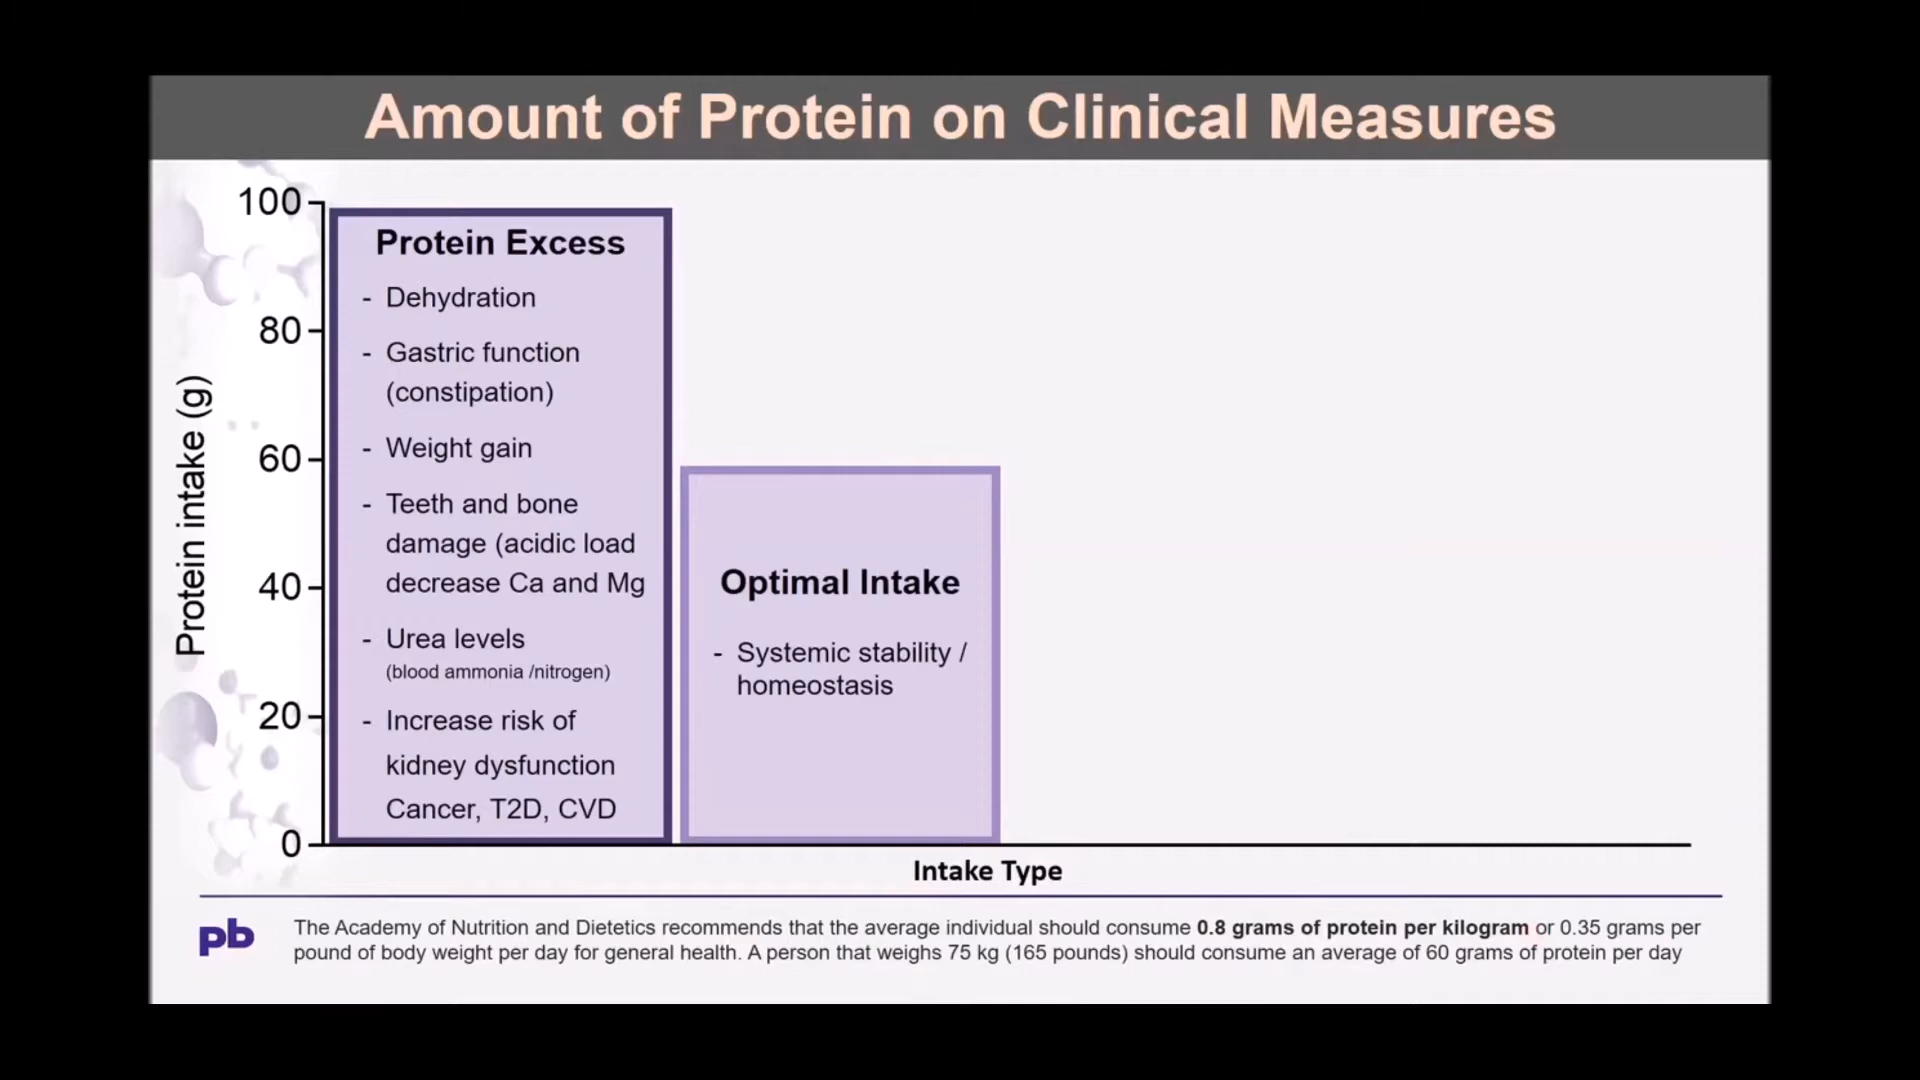 Amount of Protein on Clinical Measures
Protein intake (g)
100
80
60
40
20
0
Protein Excess
- Dehydration
- Gastric function
(constipation)
- Weight gain
- Teeth and bone
damage (acidic load
decrease Ca and Mg
- Urea levels
(blood ammonia /nitrogen)
- Increase risk of
kidney dysfunction
Cancer, T2D, CVD
Optimal Intake
- Systemic stability /
homeostasis
Intake Type
pb
The Academy of Nutrition and Dietetics recommends that the average individual should consume 0.8 grams of protein per kilogram or 0.35 grams per
pound of body weight per day for general health. A person that weighs 75 kg (165 pounds) should consume an average of 60 grams of protein per day